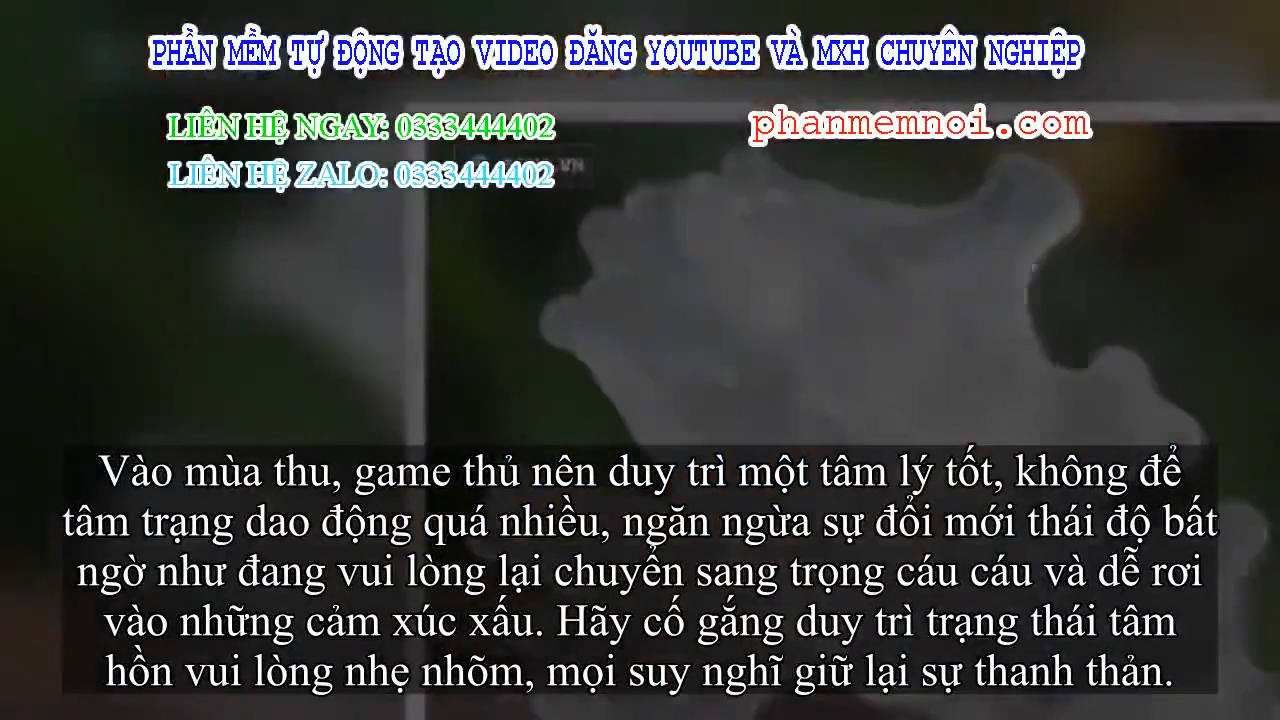 PHẦN MỀM TỰ ĐỘNG TẠO VIDEO ĐĂNG YOUTUBE VÀ MXH CHUYÊN NGHIỆP
LIÊN HỆ NGAY: 0333444402
phanmemnoi.com
LIÊN HỆ ZALO: 0333444402
Vào mùa thu, game thủ nên duy trì một tâm lý tốt, không để
tâm trạng dao động quá nhiều, ngăn ngừa sự đổi mới thái độ bất
ngờ như đang vui lòng lại chuyển sang trọng cáu cáu và dễ rơi
vào những cảm xúc xấu. Hãy cố gắng duy trì trạng thái tâm
hồn vui lòng nhẹ nhõm, mọi suy nghĩ giữ lại sự thanh thản.